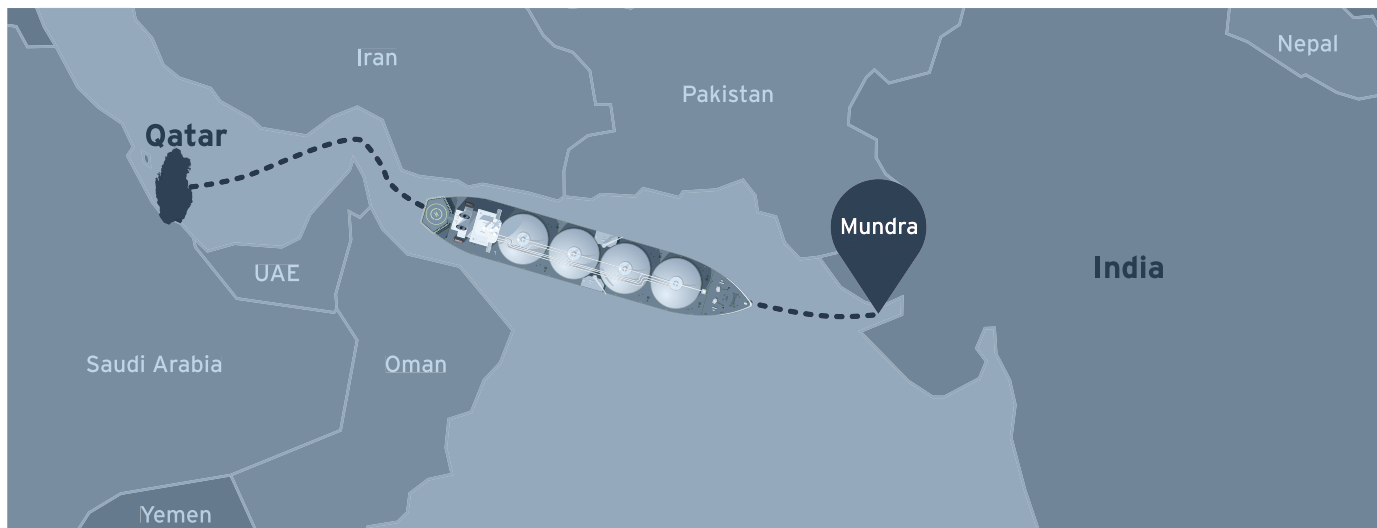 Nepal
Iran
Pakistan
Qatar
Mundra
India
UAE
Saudi Arabia
Oman
Yemen